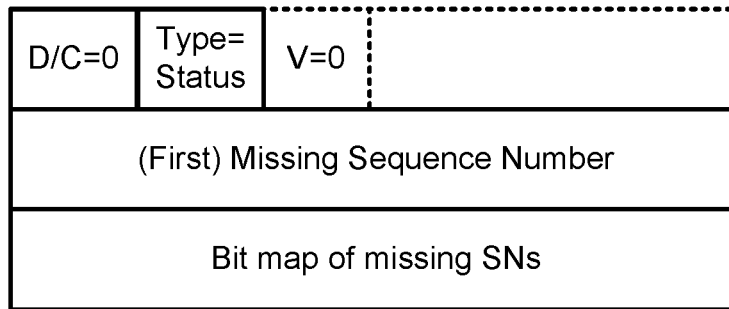 D/C=0
Type=
Status
V=0
(First) Missing Sequence Number
Bit map of missing SNs